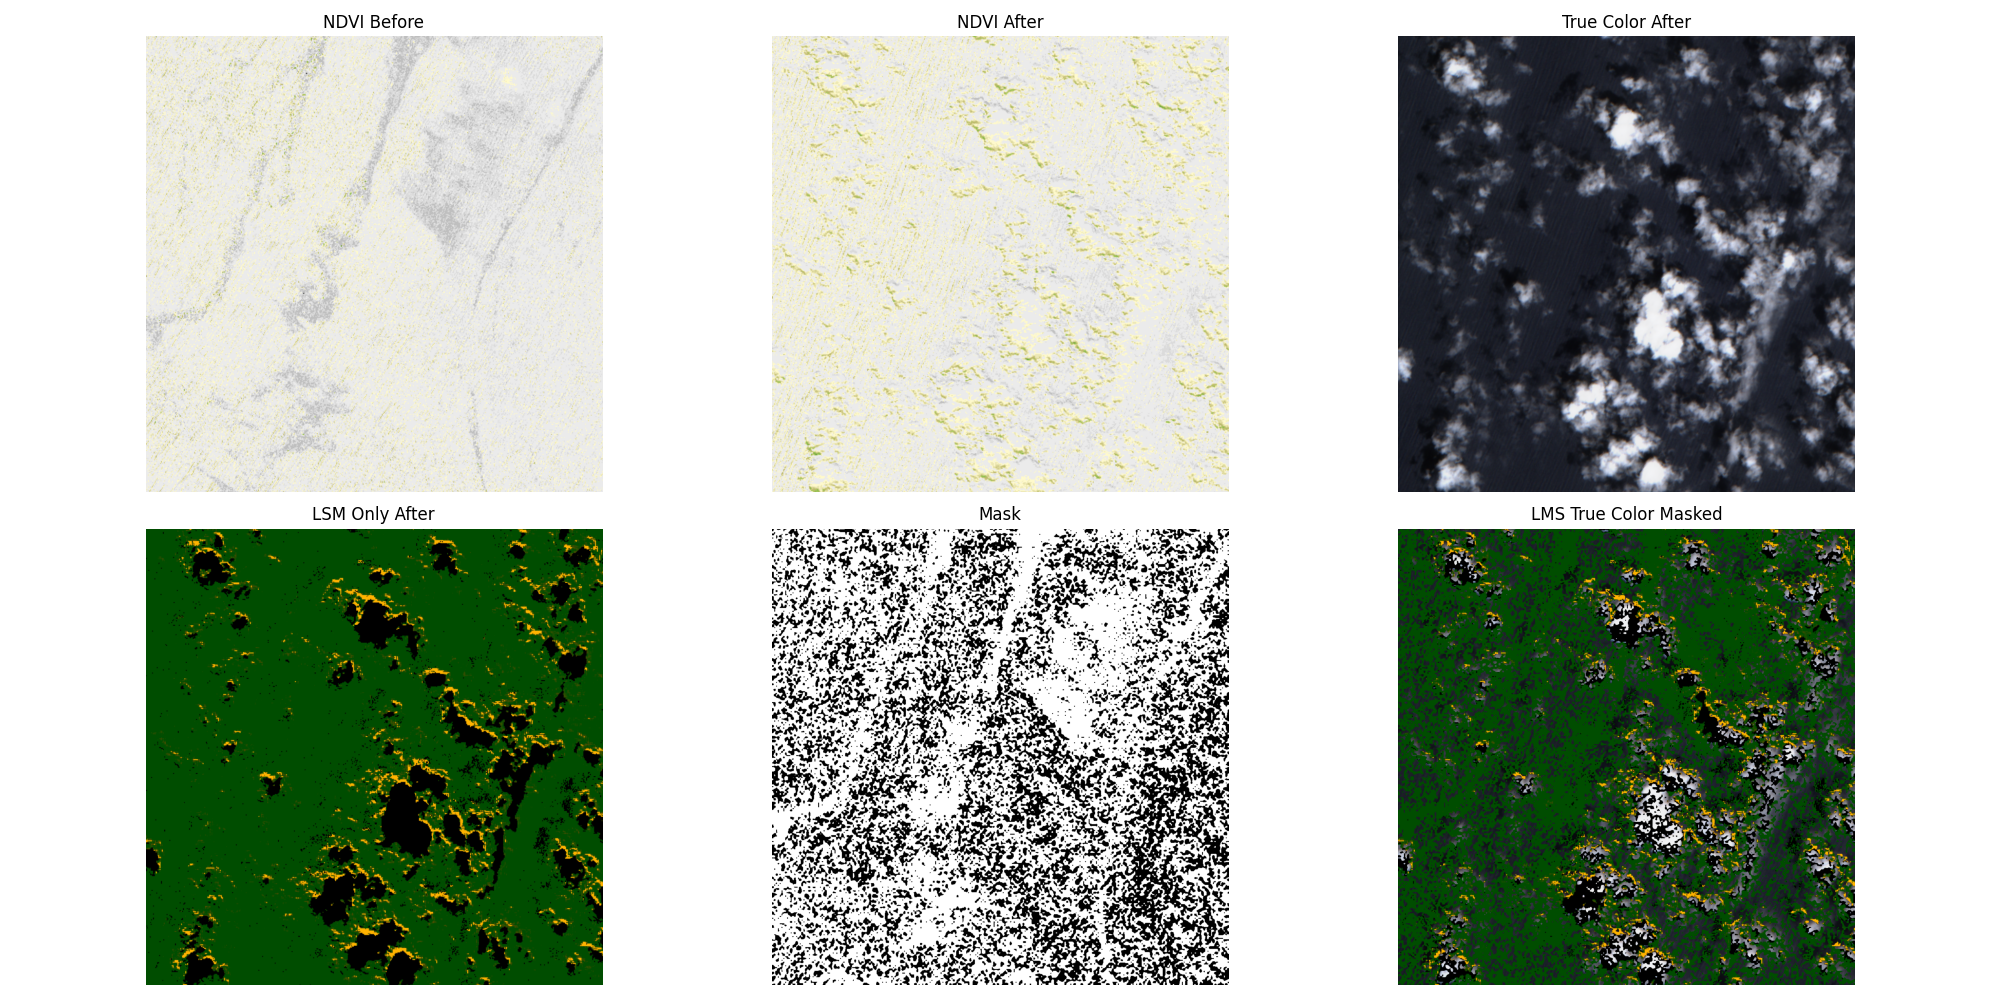 NDVI Before
NDVI After
True Color After
LSM Only After
Mask
LMS True Color Masked